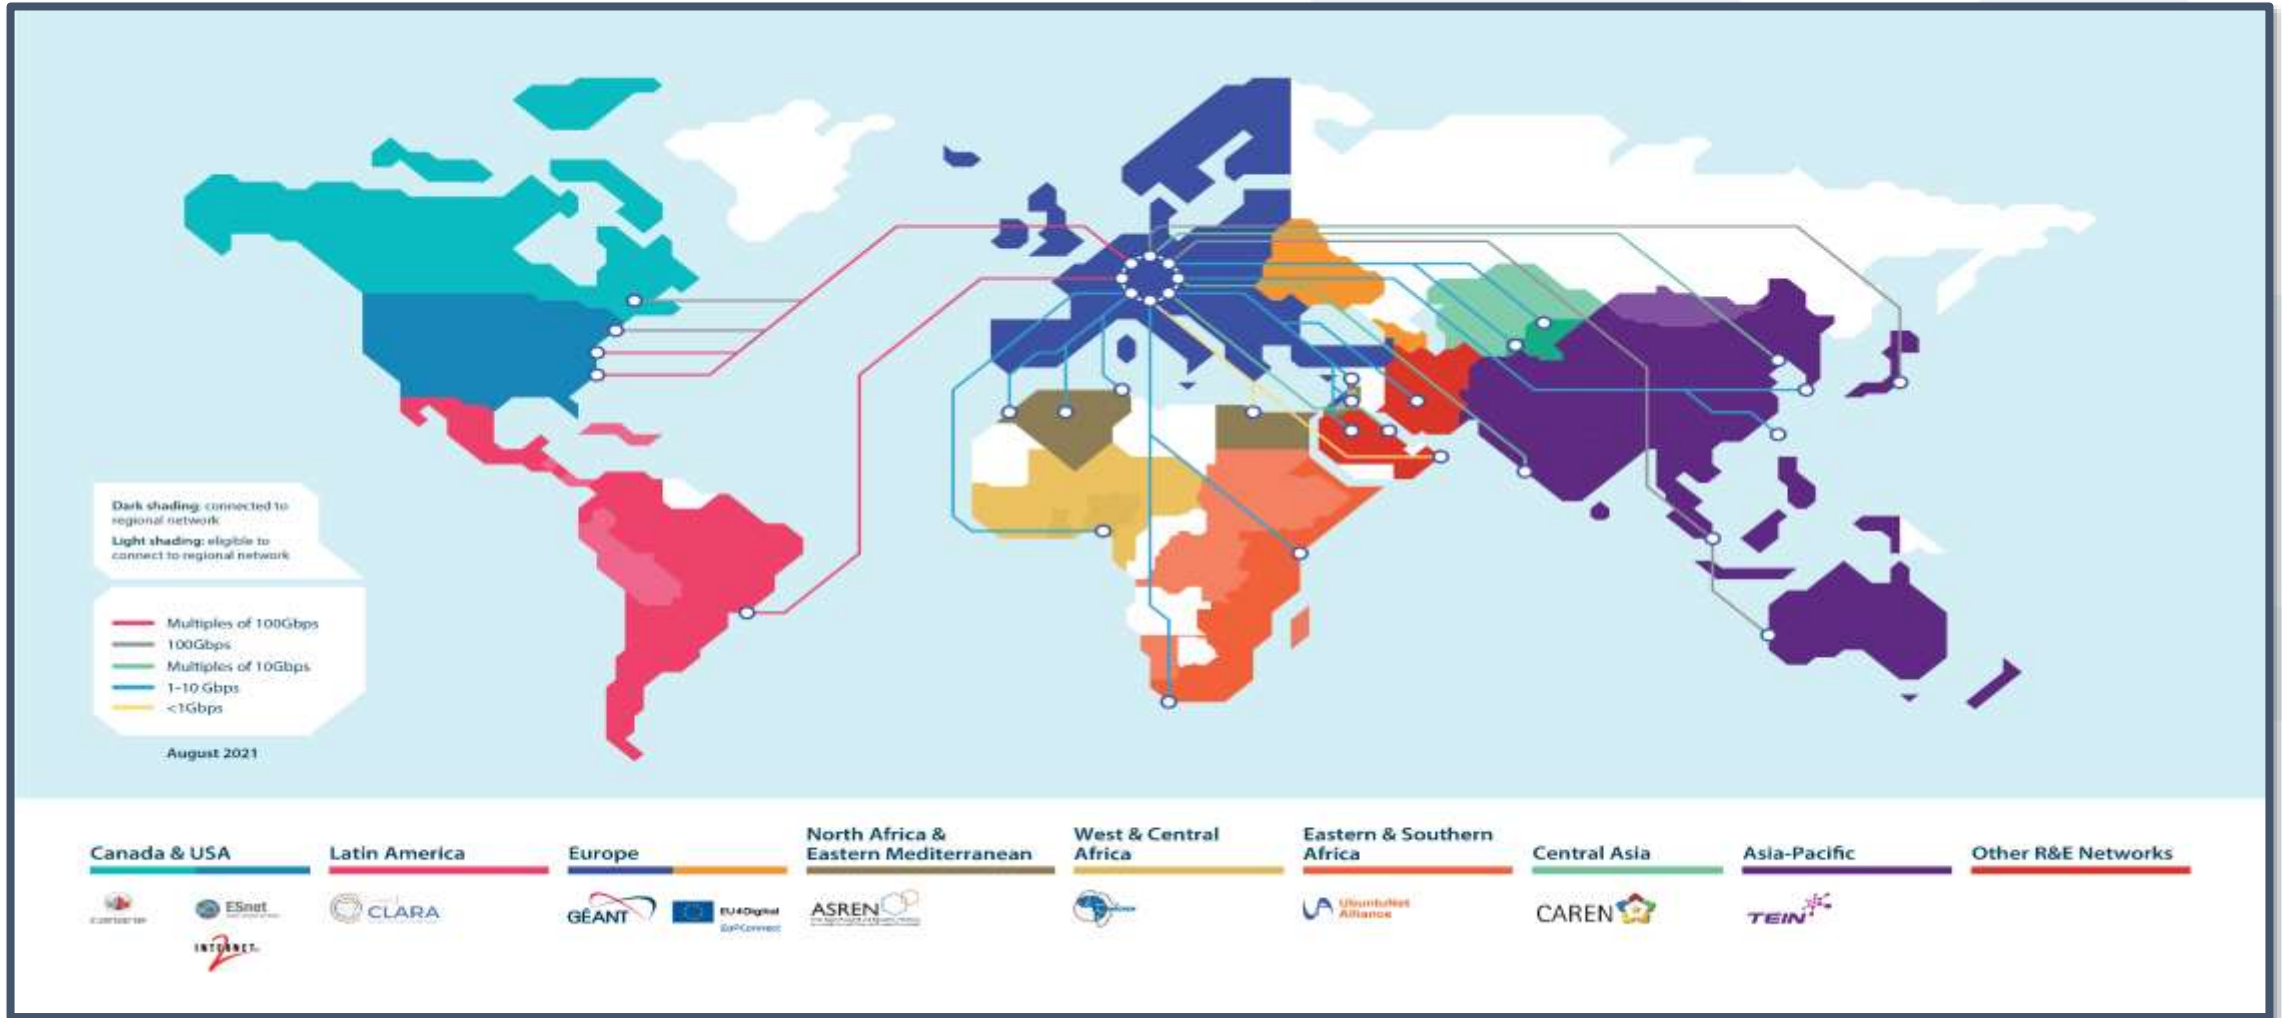 Dark shading: connected to
regional network
Light shading: eligible to
connect to regional network
Multiples of 100Gbps
100Gbps
Multiples of 10Gbps
1-10 Gbps
<1Gbps
August 2021
Canada & USA
Latin America
Europe
North Africa &
Eastern Mediterranean
West & Central
Africa
Eastern & Southern
Africa
Central Asia
Asia-Pacific
Other R&E Networks
ESnet
INTERNET
2
CLARA
GÉANT
EU4Digital
EaPConnect
ASREN
UbuntuNet
Alliance
CAREN
TEIN